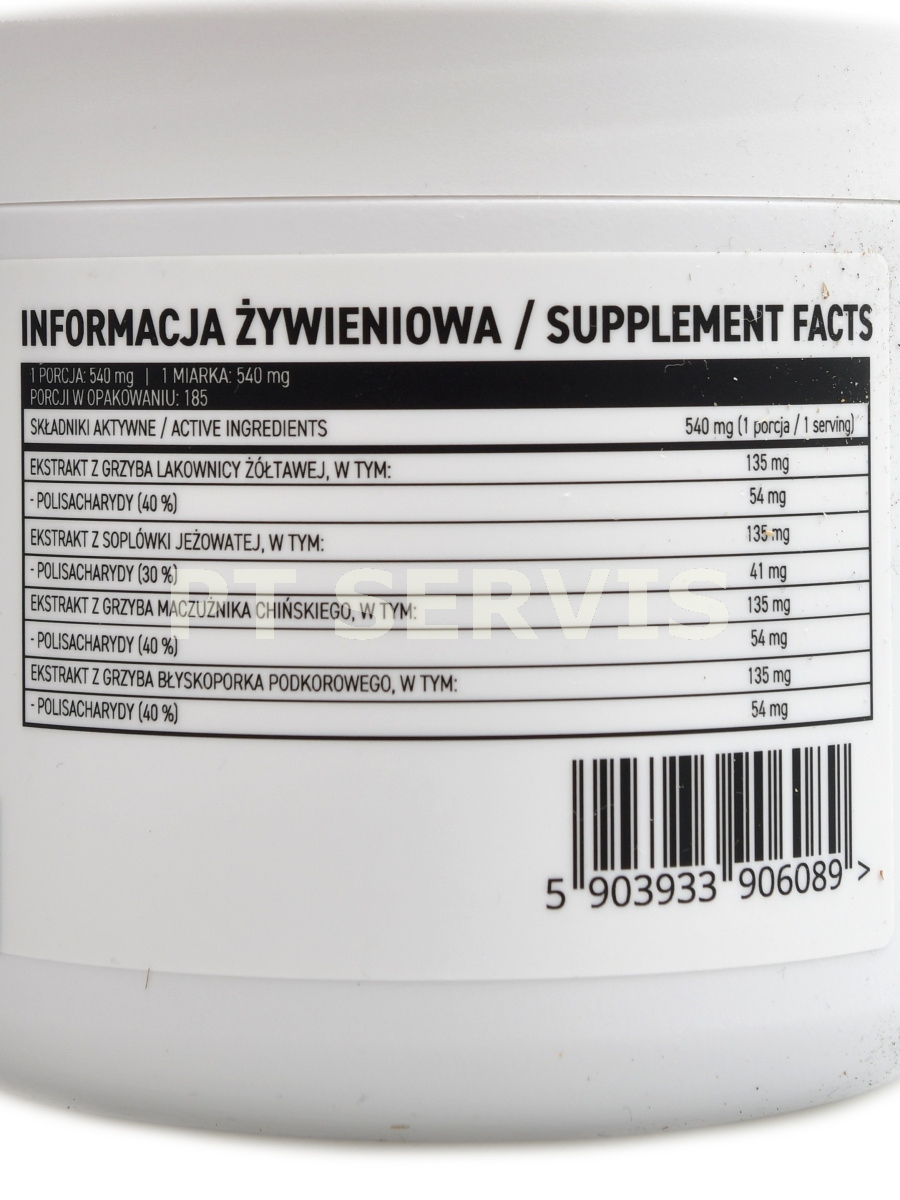 INFORMACJA ŻYWIENIOWA / SUPPLEMENT FACTS
1 PORCJA: 540 mg | 1 MIARKA: 540 mg
PORCJI W OPAKOWANIU: 185
SKŁADNIKI AKTYWNE / ACTIVE INGREDIENTS 540 mg (1 porcja / 1 serving)
EKSTRAKT Z GRZYBA LAKOWNICY ŻÓŁTAWEJ, W TYM: 135 mg
- POLISACHARYDY (40 %) 54 mg
EKSTRAKT Z SOPLÓWKI JEŻOWATEJ, W TYM: 135 mg
- POLISACHARYDY (30 %) 41 mg
EKSTRAKT Z GRZYBA MACZUŻNIKA CHIŃSKIEGO, W TYM: 135 mg
- POLISACHARYDY (40 %) 54 mg
EKSTRAKT Z GRZYBA BŁYSKOPORKA PODKOROWEGO, W TYM: 135 mg
- POLISACHARYDY (40 %) 54 mg
PT SERVIS
5 903933 906089 >